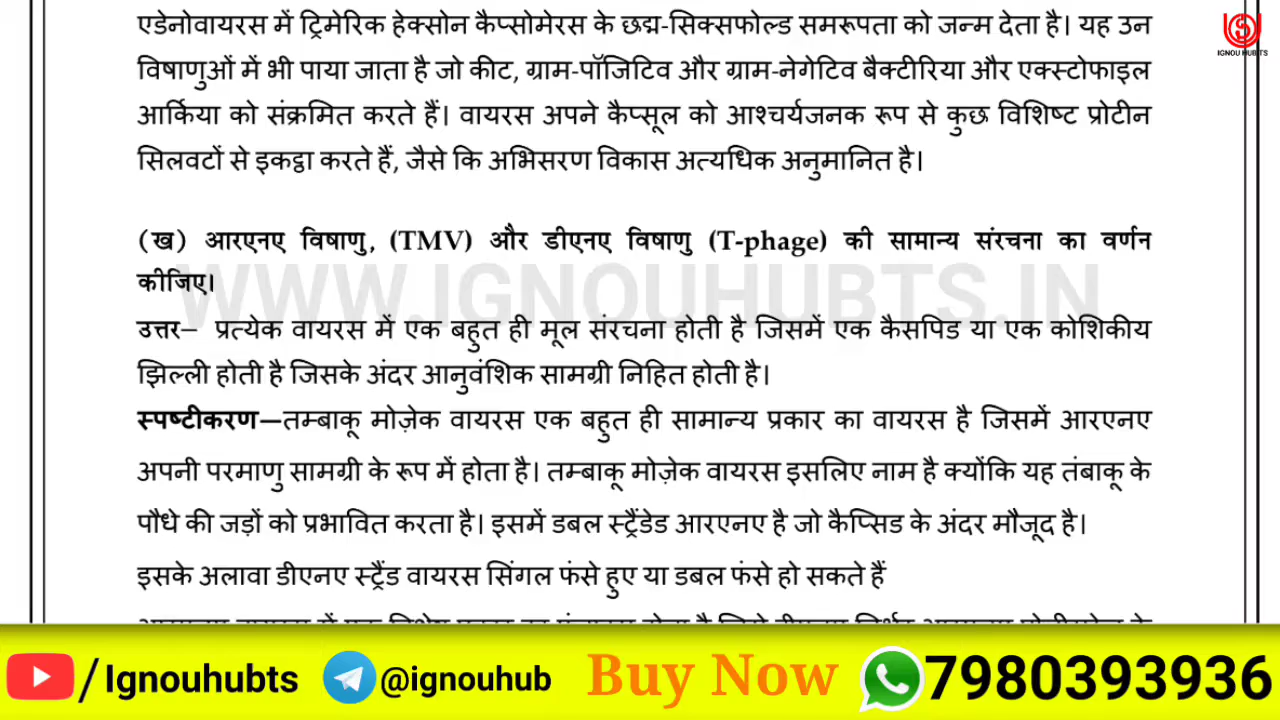 एडेनोवायरस में ट्रिमेरिक हेक्सोन कैप्सोमेरस के छद्म-सिक्सफोल्ड समरूपता को जन्म देता है। यह उन
विषाणुओं में भी पाया जाता है जो कीट, ग्राम-पॉजिटिव और ग्राम-नेगेटिव बैक्टीरिया और एक्स्टोफाइल
आर्किया को संक्रमित करते हैं। वायरस अपने कैप्सूल को आश्चर्यजनक रूप से कुछ विशिष्ट प्रोटीन
सिलवटों से इकट्ठा करते हैं, जैसे कि अभिसरण विकास अत्यधिक अनुमानित है।
IGNOU HUBTS
(ख) आरएनए विषाणु, (TMV) और डीएनए विषाणु (T-phage) की सामान्य संरचना का वर्णन
कीजिए।
WWW.IGNOUHUBTS.IN
उत्तर– प्रत्येक वायरस में एक बहुत ही मूल संरचना होती है जिसमें एक कैसपिड या एक कोशिकीय
झिल्ली होती है जिसके अंदर आनुवंशिक सामग्री निहित होती है।
स्पष्टीकरण—तम्बाकू मोज़ेक वायरस एक बहुत ही सामान्य प्रकार का वायरस है जिसमें आरएनए
अपनी परमाणु सामग्री के रूप में होता है। तम्बाकू मोज़ेक वायरस इसलिए नाम है क्योंकि यह तंबाकू के
पौधे की जड़ों को प्रभावित करता है। इसमें डबल स्ट्रैंडेड आरएनए है जो कैप्सिड के अंदर मौजूद है।
इसके अलावा डीएनए स्ट्रैंड वायरस सिंगल फंसे हुए या डबल फंसे हो सकते हैं
/Ignouhubts @ignouhub Buy Now 7980393936